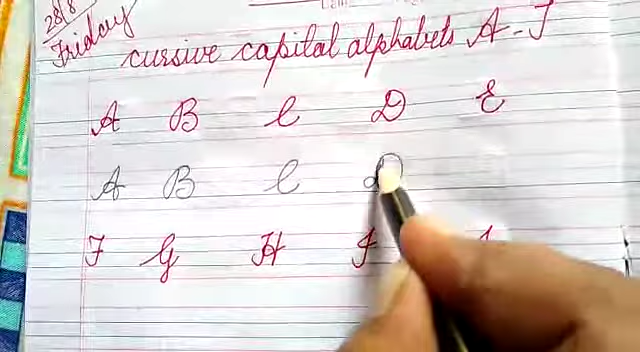 28/8
Friday
cursive capital alphabets A - J
A B C D E
A B C D
F G H I